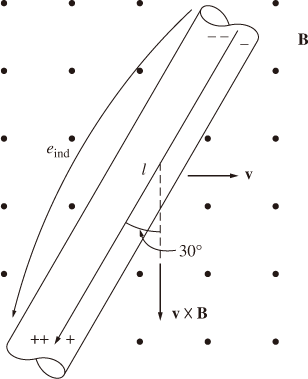 – – –
B
e_ind
l
v
30°
v × B
++ +